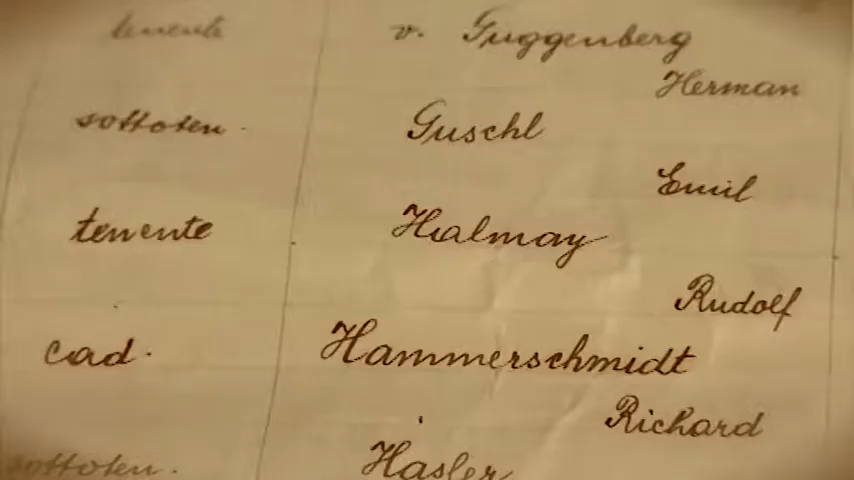 tenente v. Guggenberg
Herman
sottoten. Guschl
Emil
tenente Halmay
Rudolf
cad. Hammerschmidt
Richard
sottoten. Hasler